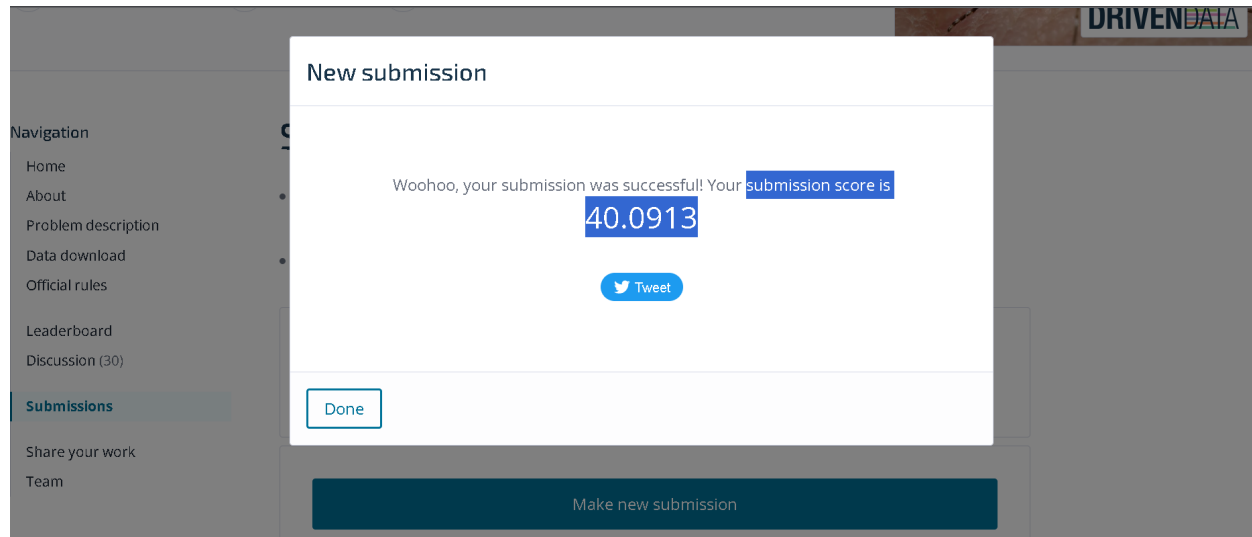 DRIVENDATA
New submission
Navigation
Home
About
Problem description
Data download
Official rules
Leaderboard
Discussion (30)
Submissions
Share your work
Team
Woohoo, your submission was successful! Your submission score is
40.0913
Tweet
Done
Make new submission